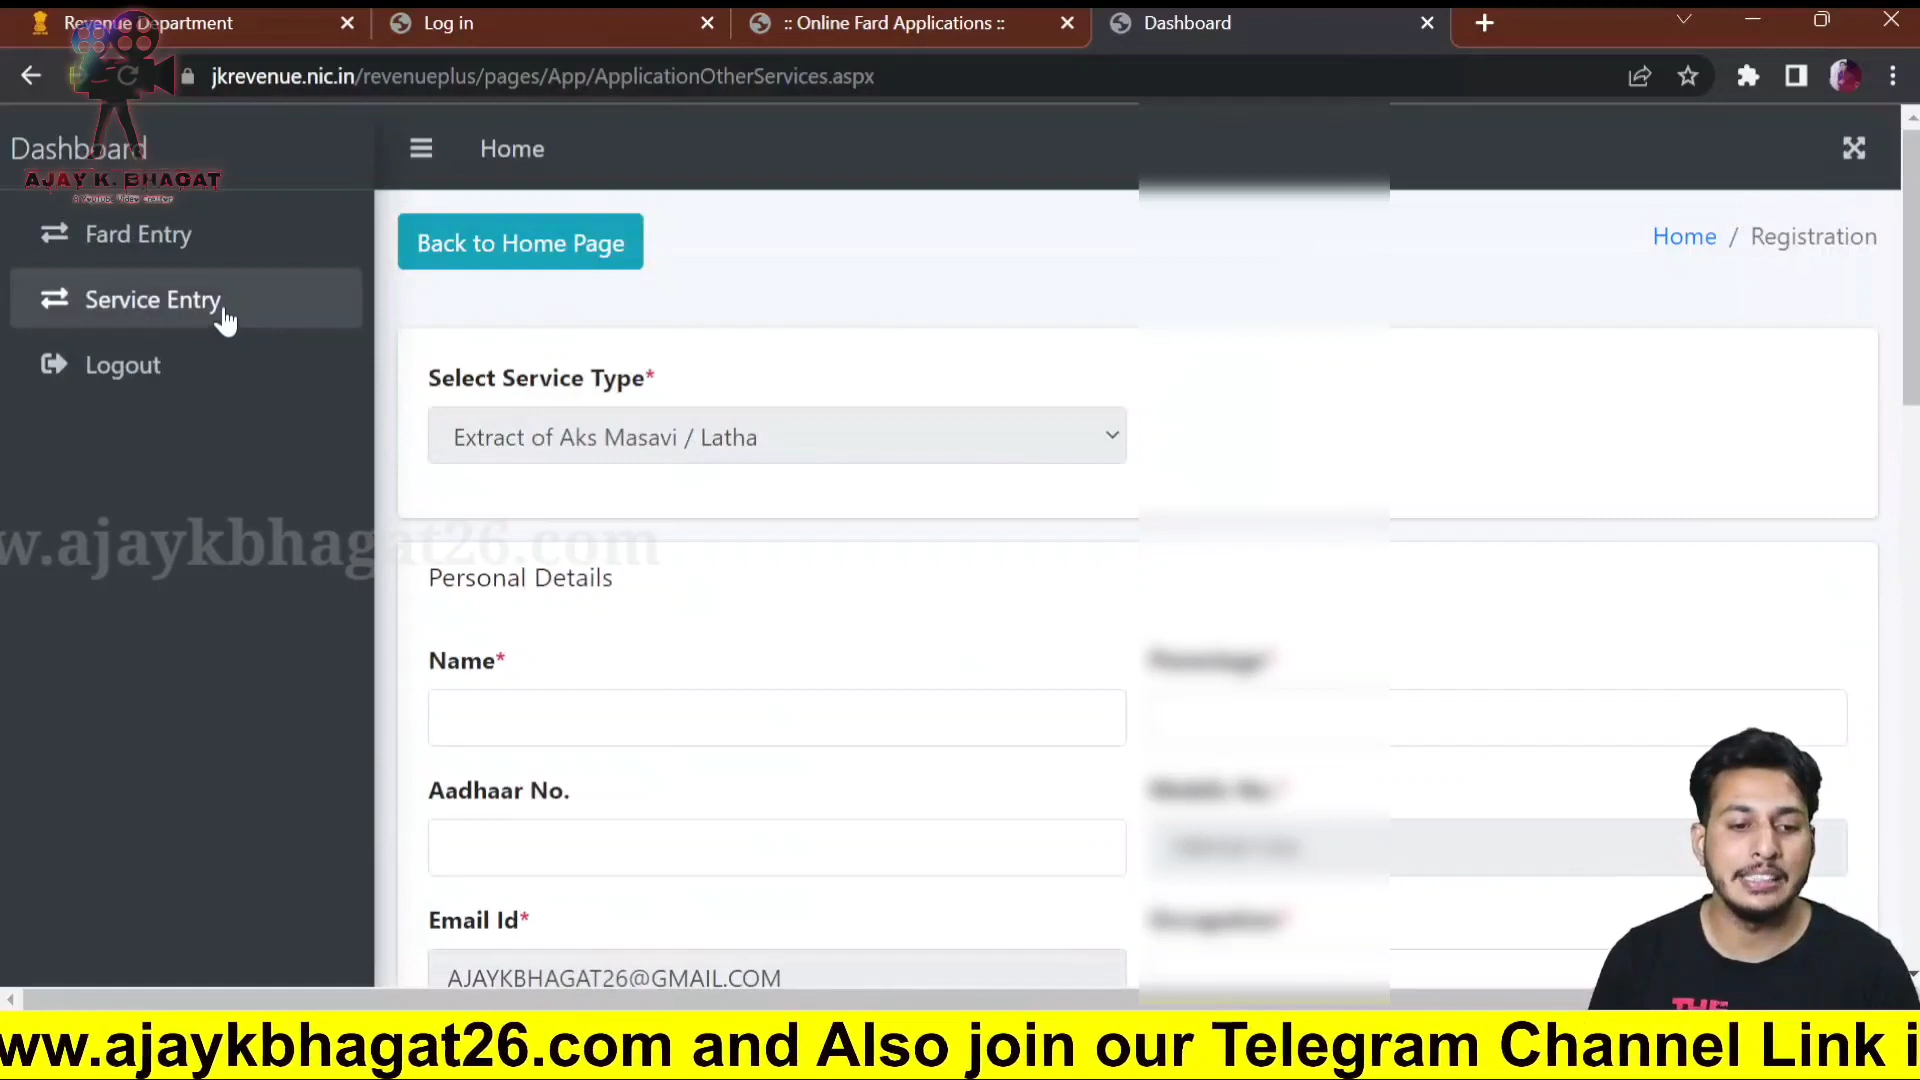 Revenue Department
Log in
:: Online Fard Applications ::
Dashboard
jkrevenue.nic.in/revenueplus/pages/App/ApplicationOtherServices.aspx
Dashboard
Home
AJAY K. BHAGAT
Fard Entry
Back to Home Page
Home / Registration
Service Entry
Logout
Select Service Type*
Extract of Aks Masavi / Latha
w.ajaykbhagat26.com
Personal Details
Name*
Aadhaar No.
Email Id*
AJAYKBHAGAT26@GMAIL.COM
THE
ww.ajaykbhagat26.com and Also join our Telegram Channel Link i